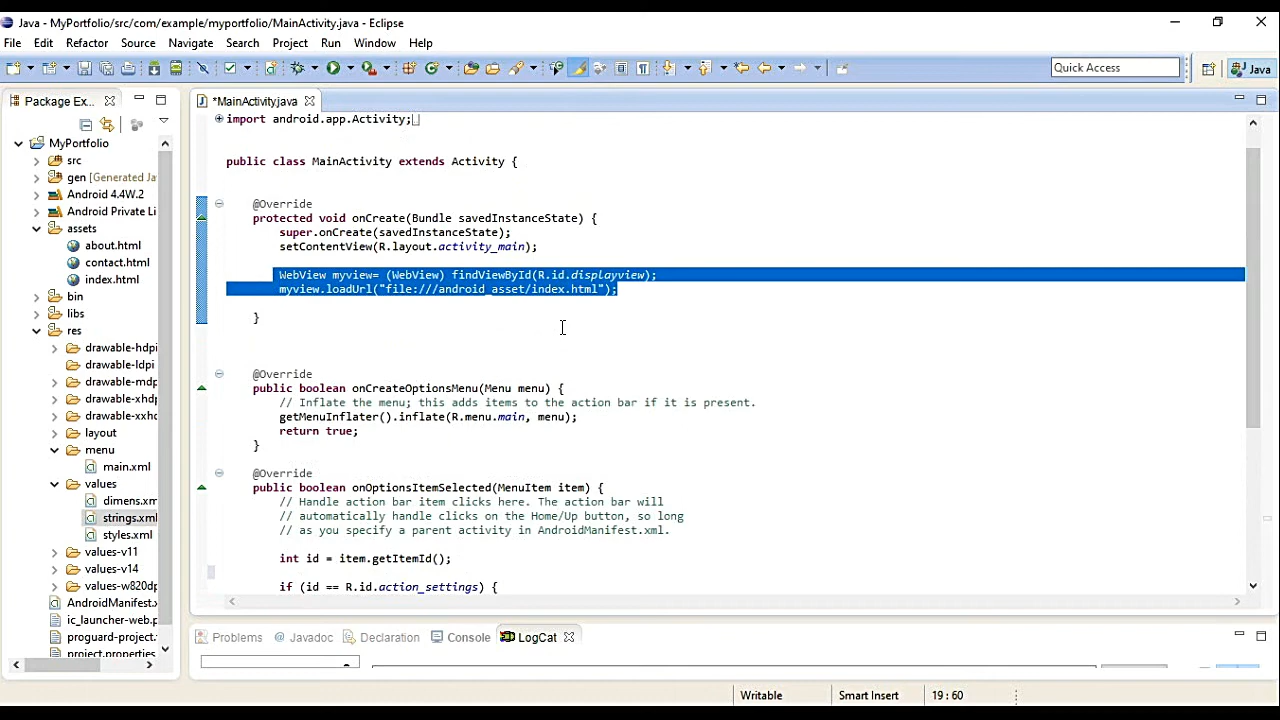 Java - MyPortfolio/src/com/example/myportfolio/MainActivity.java - Eclipse
File Edit Refactor Source Navigate Search Project Run Window Help
Quick Access
Java
Package Ex...
MyPortfolio
src
gen [Generated Ja
Android 4.4W.2
Android Private Li
assets
about.html
contact.html
index.html
bin
libs
res
drawable-hdpi
drawable-ldpi
drawable-md
drawable-xhd
drawable-xxh
layout
menu
main.xml
values
dimens.xm
strings.xml
styles.xml
values-v11
values-v14
values-w820dp
AndroidManifest.x
ic_launcher-web.p
proguard-project.t
project.properties
*MainActivity.java
import android.app.Activity;
public class MainActivity extends Activity {
@Override
protected void onCreate(Bundle savedInstanceState) {
super.onCreate(savedInstanceState);
setContentView(R.layout.activity_main);
WebView myview= (WebView) findViewById(R.id.displayview);
myview.loadUrl("file:///android_asset/index.html");
}
@Override
public boolean onCreateOptionsMenu(Menu menu) {
// Inflate the menu; this adds items to the action bar if it is present.
getMenuInflater().inflate(R.menu.main, menu);
return true;
}
@Override
public boolean onOptionsItemSelected(MenuItem item) {
// Handle action bar item clicks here. The action bar will
// automatically handle clicks on the Home/Up button, so long
// as you specify a parent activity in AndroidManifest.xml.
int id = item.getItemId();
if (id == R.id.action_settings) {
Problems Javadoc Declaration Console LogCat
Writable Smart Insert 19 : 60